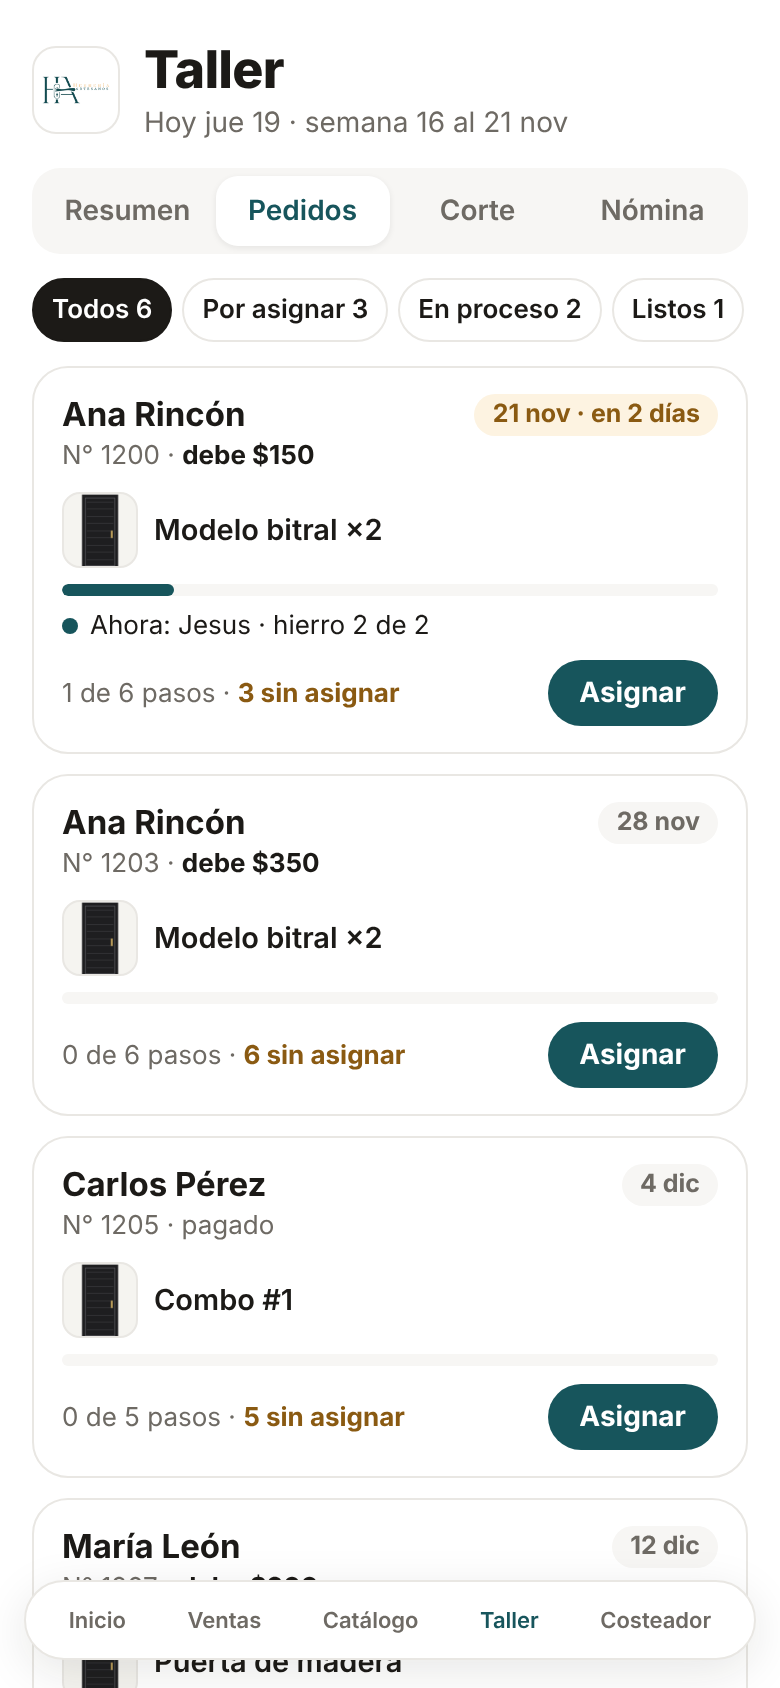 HA
Taller
Hoy jue 19 · semana 16 al 21 nov
Resumen Pedidos Corte Nómina
Todos 6 Por asignar 3 En proceso 2 Listos 1
Ana Rincón 21 nov · en 2 días
N° 1200 · debe $150
Modelo bitral ×2
Ahora: Jesus · hierro 2 de 2
1 de 6 pasos · 3 sin asignar Asignar
Ana Rincón 28 nov
N° 1203 · debe $350
Modelo bitral ×2
0 de 6 pasos · 6 sin asignar Asignar
Carlos Pérez 4 dic
N° 1205 · pagado
Combo #1
0 de 5 pasos · 5 sin asignar Asignar
María León 12 dic
Inicio Ventas Catálogo Taller Costeador
Puerta de madera